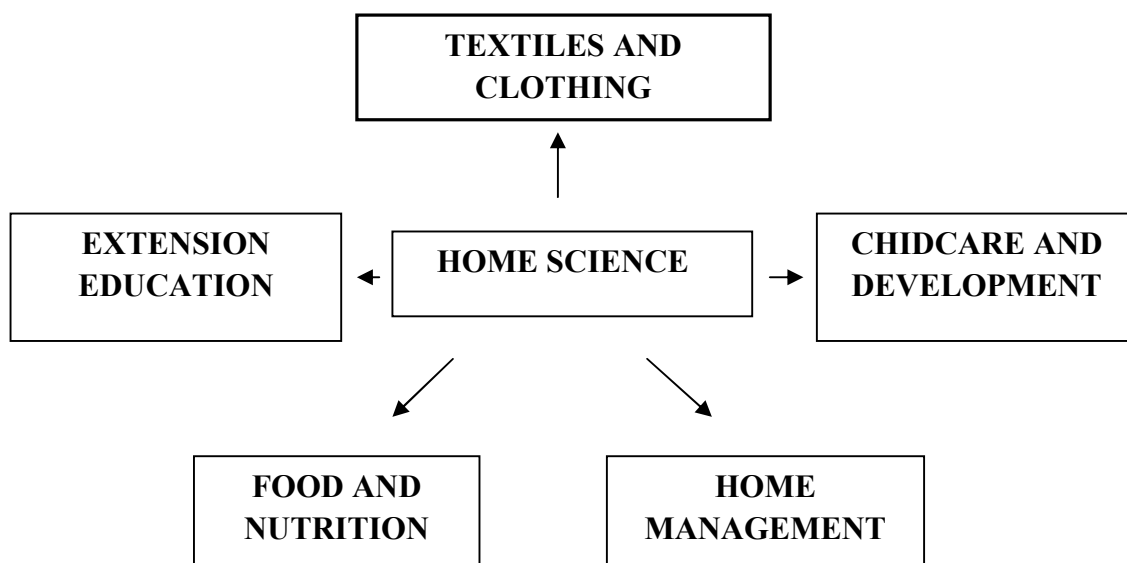 TEXTILES AND
CLOTHING
EXTENSION
EDUCATION
HOME SCIENCE
CHIDCARE AND
DEVELOPMENT
FOOD AND
NUTRITION
HOME
MANAGEMENT